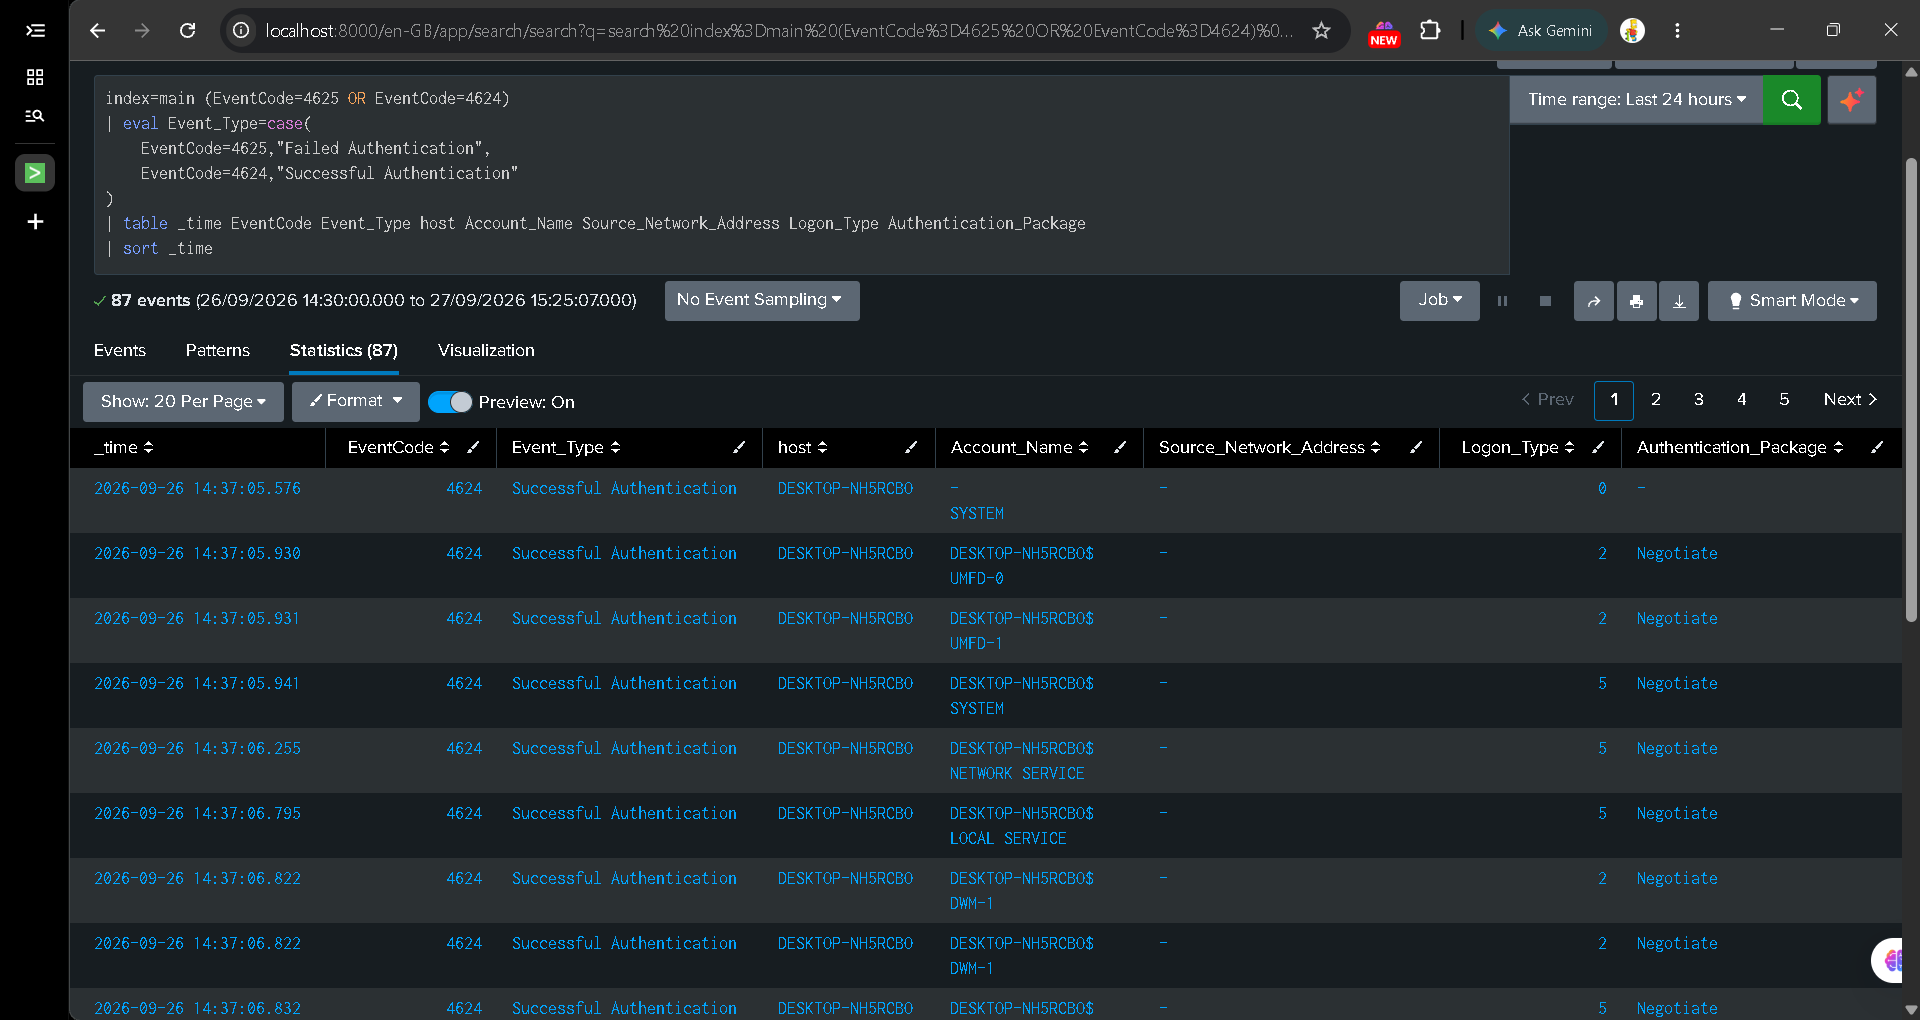 localhost:8000/en-GB/app/search/search?q=search%20index%3Dmain%20(EventCode%3D4625%20OR%20EventCode%3D4624)%0...
NEW
Ask Gemini
index=main (EventCode=4625 OR EventCode=4624)
| eval Event_Type=case(
EventCode=4625,"Failed Authentication",
EventCode=4624,"Successful Authentication"
)
| table _time EventCode Event_Type host Account_Name Source_Network_Address Logon_Type Authentication_Package
| sort _time
Time range: Last 24 hours
87 events (26/09/2026 14:30:00.000 to 27/09/2026 15:25:07.000)
No Event Sampling
Job
Smart Mode
Events Patterns Statistics (87) Visualization
Show: 20 Per Page Format Preview: On
< Prev 1 2 3 4 5 Next >
_time EventCode Event_Type host Account_Name Source_Network_Address Logon_Type Authentication_Package
2026-09-26 14:37:05.576 4624 Successful Authentication DESKTOP-NH5RCBO - - 0 -
SYSTEM
2026-09-26 14:37:05.930 4624 Successful Authentication DESKTOP-NH5RCBO DESKTOP-NH5RCBO$ - 2 Negotiate
UMFD-0
2026-09-26 14:37:05.931 4624 Successful Authentication DESKTOP-NH5RCBO DESKTOP-NH5RCBO$ - 2 Negotiate
UMFD-1
2026-09-26 14:37:05.941 4624 Successful Authentication DESKTOP-NH5RCBO DESKTOP-NH5RCBO$ - 5 Negotiate
SYSTEM
2026-09-26 14:37:06.255 4624 Successful Authentication DESKTOP-NH5RCBO DESKTOP-NH5RCBO$ - 5 Negotiate
NETWORK SERVICE
2026-09-26 14:37:06.795 4624 Successful Authentication DESKTOP-NH5RCBO DESKTOP-NH5RCBO$ - 5 Negotiate
LOCAL SERVICE
2026-09-26 14:37:06.822 4624 Successful Authentication DESKTOP-NH5RCBO DESKTOP-NH5RCBO$ - 2 Negotiate
DWM-1
2026-09-26 14:37:06.822 4624 Successful Authentication DESKTOP-NH5RCBO DESKTOP-NH5RCBO$ - 2 Negotiate
DWM-1
2026-09-26 14:37:06.832 4624 Successful Authentication DESKTOP-NH5RCBO DESKTOP-NH5RCBO$ - 5 Negotiate